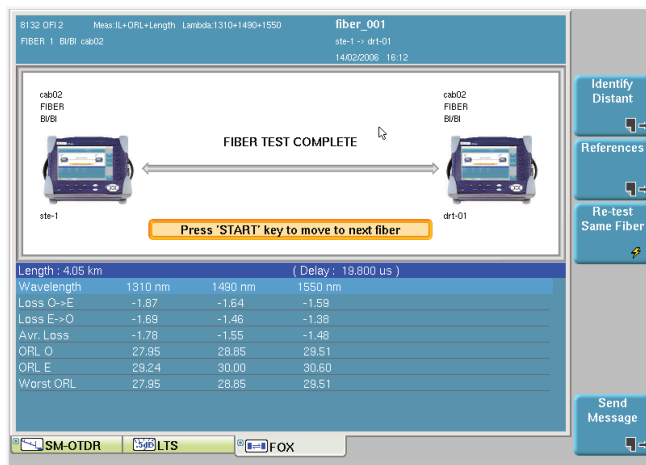 8132 OFI 2 Meas:IL+ORL+Length Lambda:1310+1490+1550 fiber_001
FIBER 1 BI/BI cab02 ste-1 -> drt-01
14/02/2006 16:12
Identify
Distant
References
Re-test
Same Fiber
Send
Message
cab02
FIBER
BI/BI
cab02
FIBER
BI/BI
FIBER TEST COMPLETE
ste-1
drt-01
Press 'START' key to move to next fiber
Length : 4.05 km ( Delay : 19.800 us )
Wavelength 1310 nm 1490 nm 1550 nm
Loss O->E -1.87 -1.64 -1.59
Loss E->O -1.69 -1.46 -1.38
Avr. Loss -1.78 -1.55 -1.48
ORL O 27.95 28.85 29.51
ORL E 29.24 30.00 30.60
Worst ORL 27.95 28.85 29.51
SM-OTDR .5dB LTS FOX